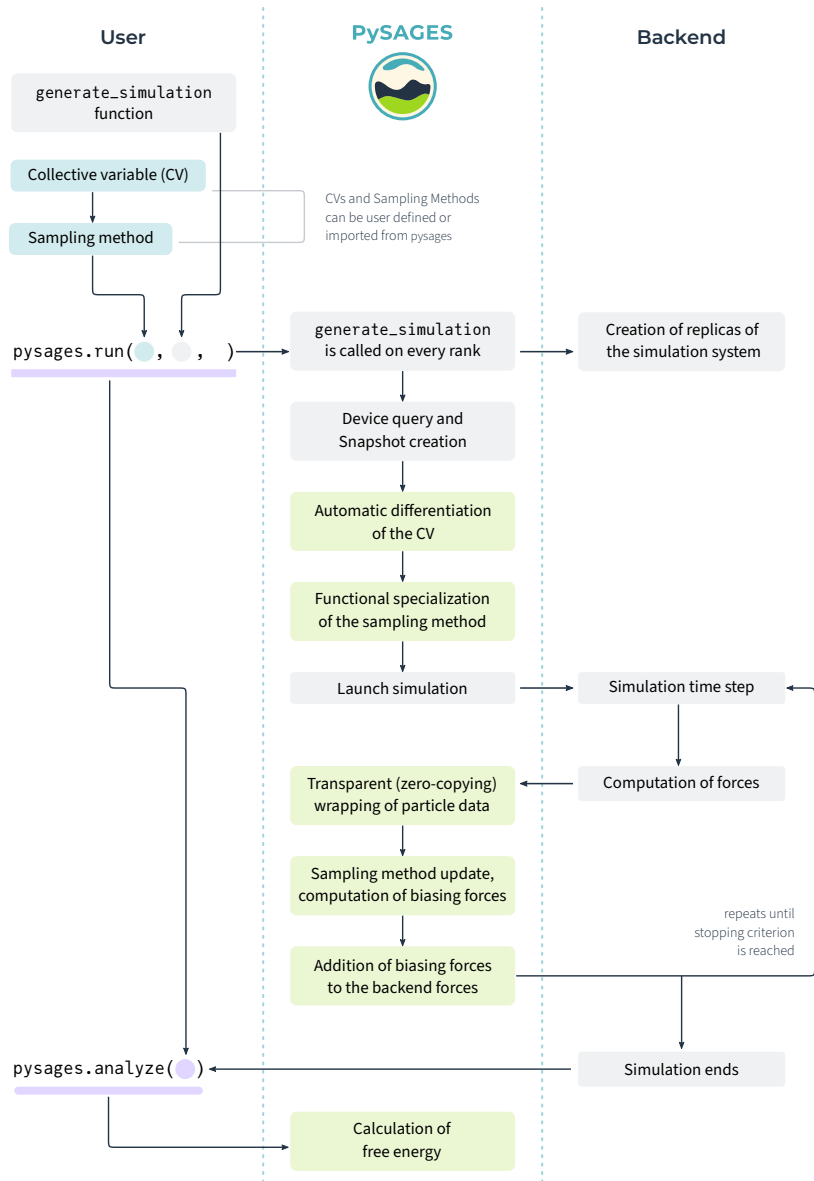 User
PySAGES
Backend
generate_simulation
function
Collective variable (CV)
Sampling method
CVs and Sampling Methods
can be user defined or
imported from pysages
pysages.run( , , )
generate_simulation
is called on every rank
Creation of replicas of
the simulation system
Device query and
Snapshot creation
Automatic differentiation
of the CV
Functional specialization
of the sampling method
Launch simulation
Simulation time step
Transparent (zero-copying)
wrapping of particle data
Computation of forces
Sampling method update,
computation of biasing forces
repeats until
stopping criterion
is reached
Addition of biasing forces
to the backend forces
pysages.analyze( )
Simulation ends
Calculation of
free energy